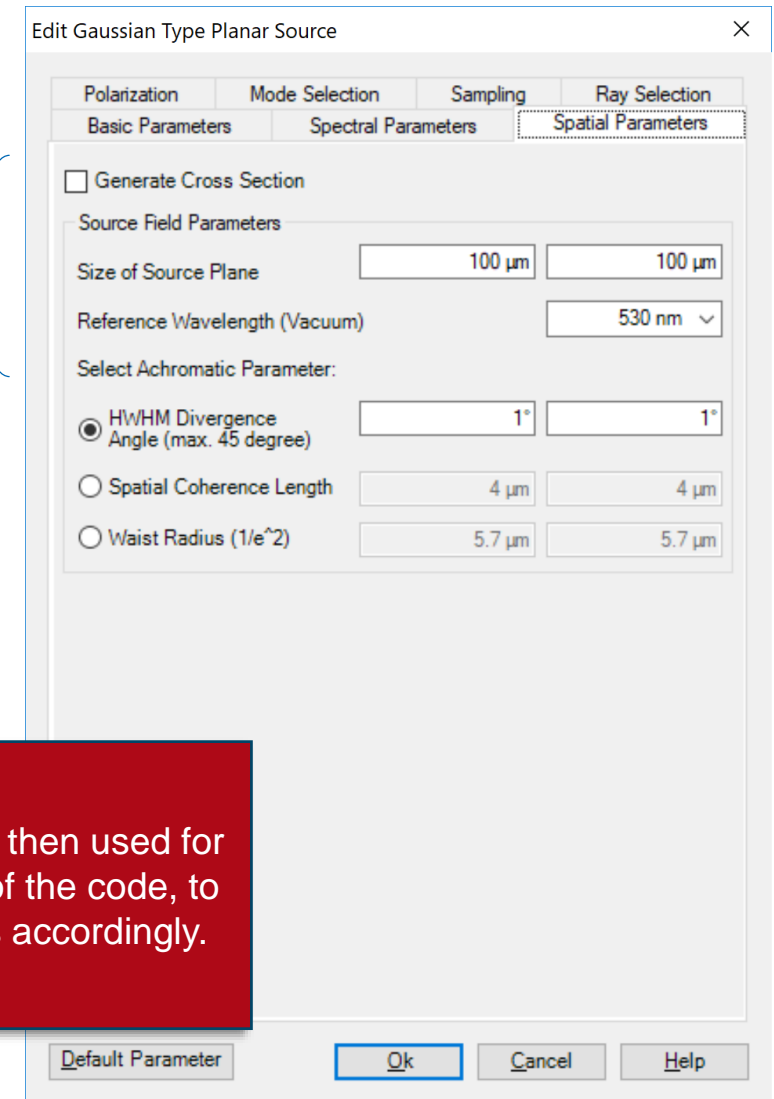 Edit Gaussian Type Planar Source
Polarization Mode Selection Sampling Ray Selection
Basic Parameters Spectral Parameters Spatial Parameters
Generate Cross Section
Source Field Parameters
Size of Source Plane 100 µm 100 µm
Reference Wavelength (Vacuum) 530 nm
Select Achromatic Parameter:
HWHM Divergence
Angle (max. 45 degree) 1° 1°
Spatial Coherence Length 4 µm 4 µm
Waist Radius (1/e^2) 5.7 µm 5.7 µm
then used for
of the code, to
accordingly.
Default Parameter Ok Cancel Help